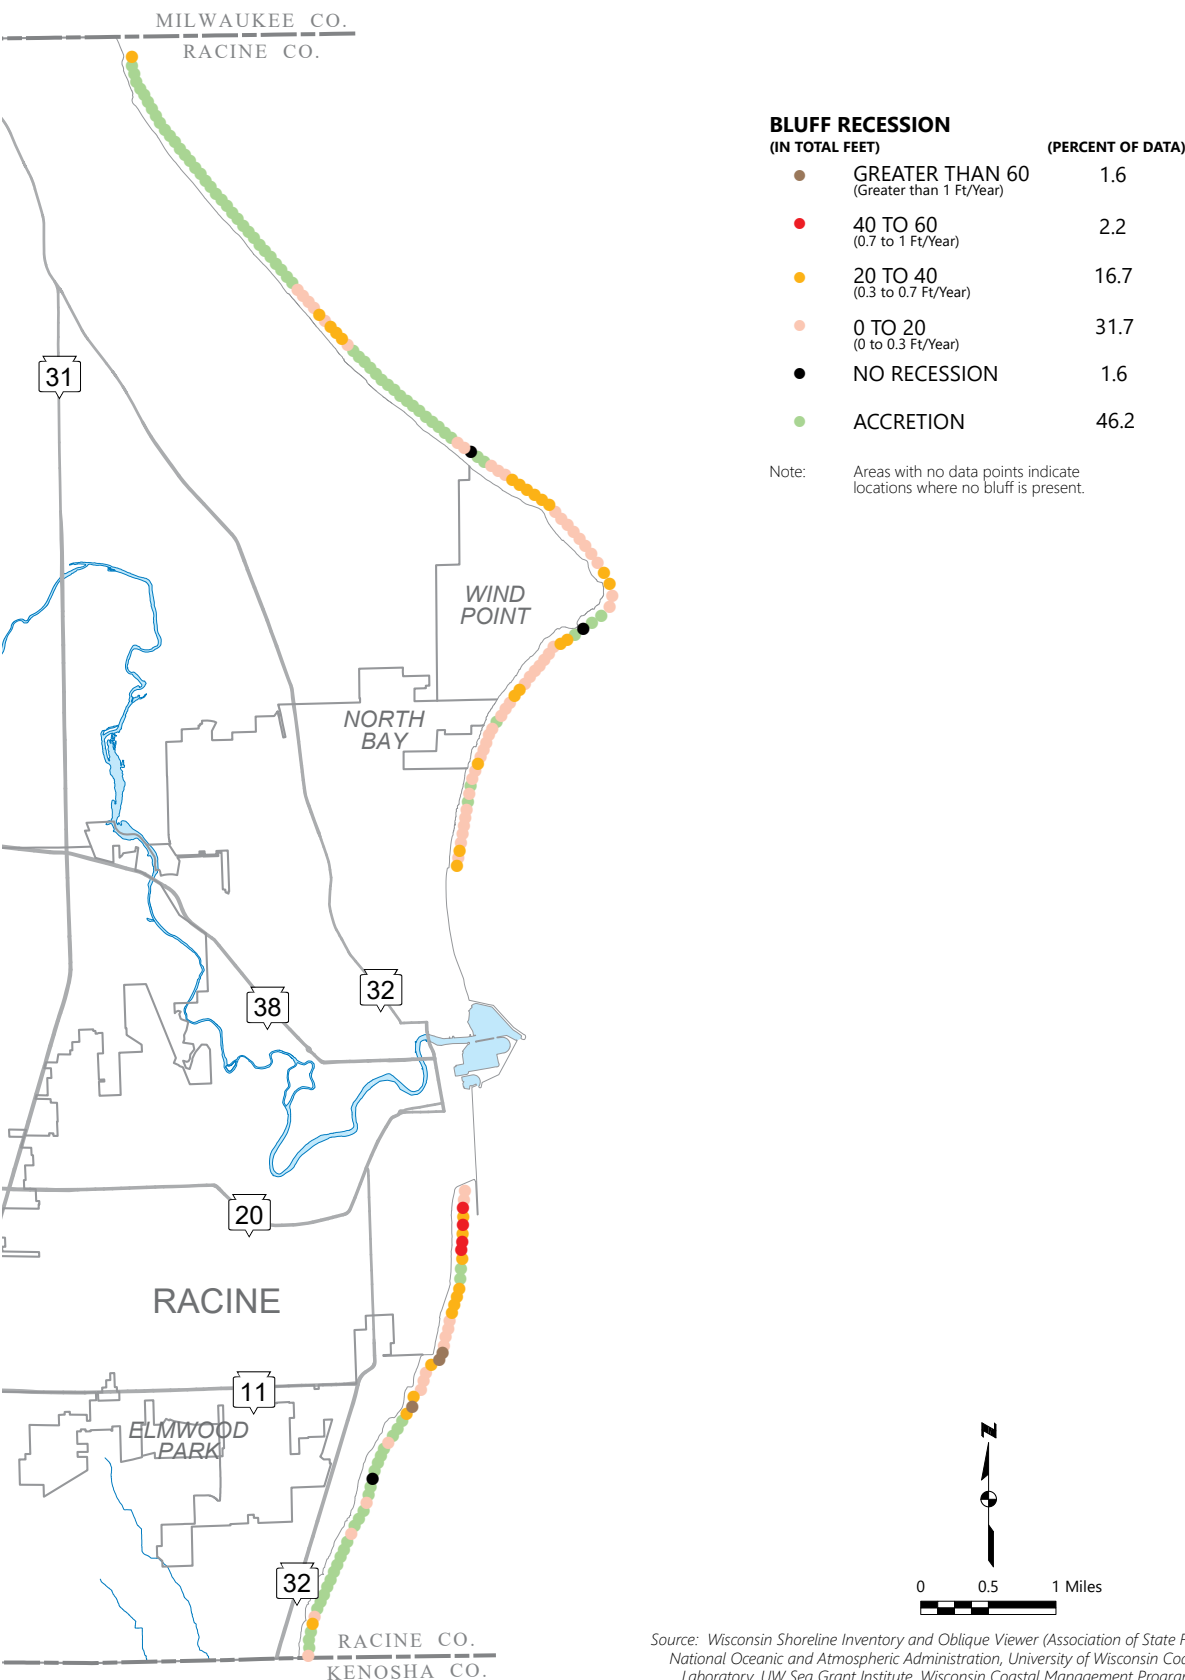 MILWAUKEE CO.
RACINE CO.
BLUFF RECESSION
(IN TOTAL FEET) (PERCENT OF DATA)
GREATER THAN 60 1.6
(Greater than 1 Ft/Year)
40 TO 60 2.2
(0.7 to 1 Ft/Year)
20 TO 40 16.7
(0.3 to 0.7 Ft/Year)
0 TO 20 31.7
(0 to 0.3 Ft/Year)
NO RECESSION 1.6
ACCRETION 46.2
Note: Areas with no data points indicate
locations where no bluff is present.
31
WIND
POINT
NORTH
BAY
32
38
20
RACINE
11
ELMWOOD
PARK
N
32
0 0.5 1 Miles
RACINE CO.
KENOSHA CO.
Source: Wisconsin Shoreline Inventory and Oblique Viewer (Association of State
National Oceanic and Atmospheric Administration, University of Wisconsin
Laboratory, UW Sea Grant Institute, Wisconsin Coastal Management